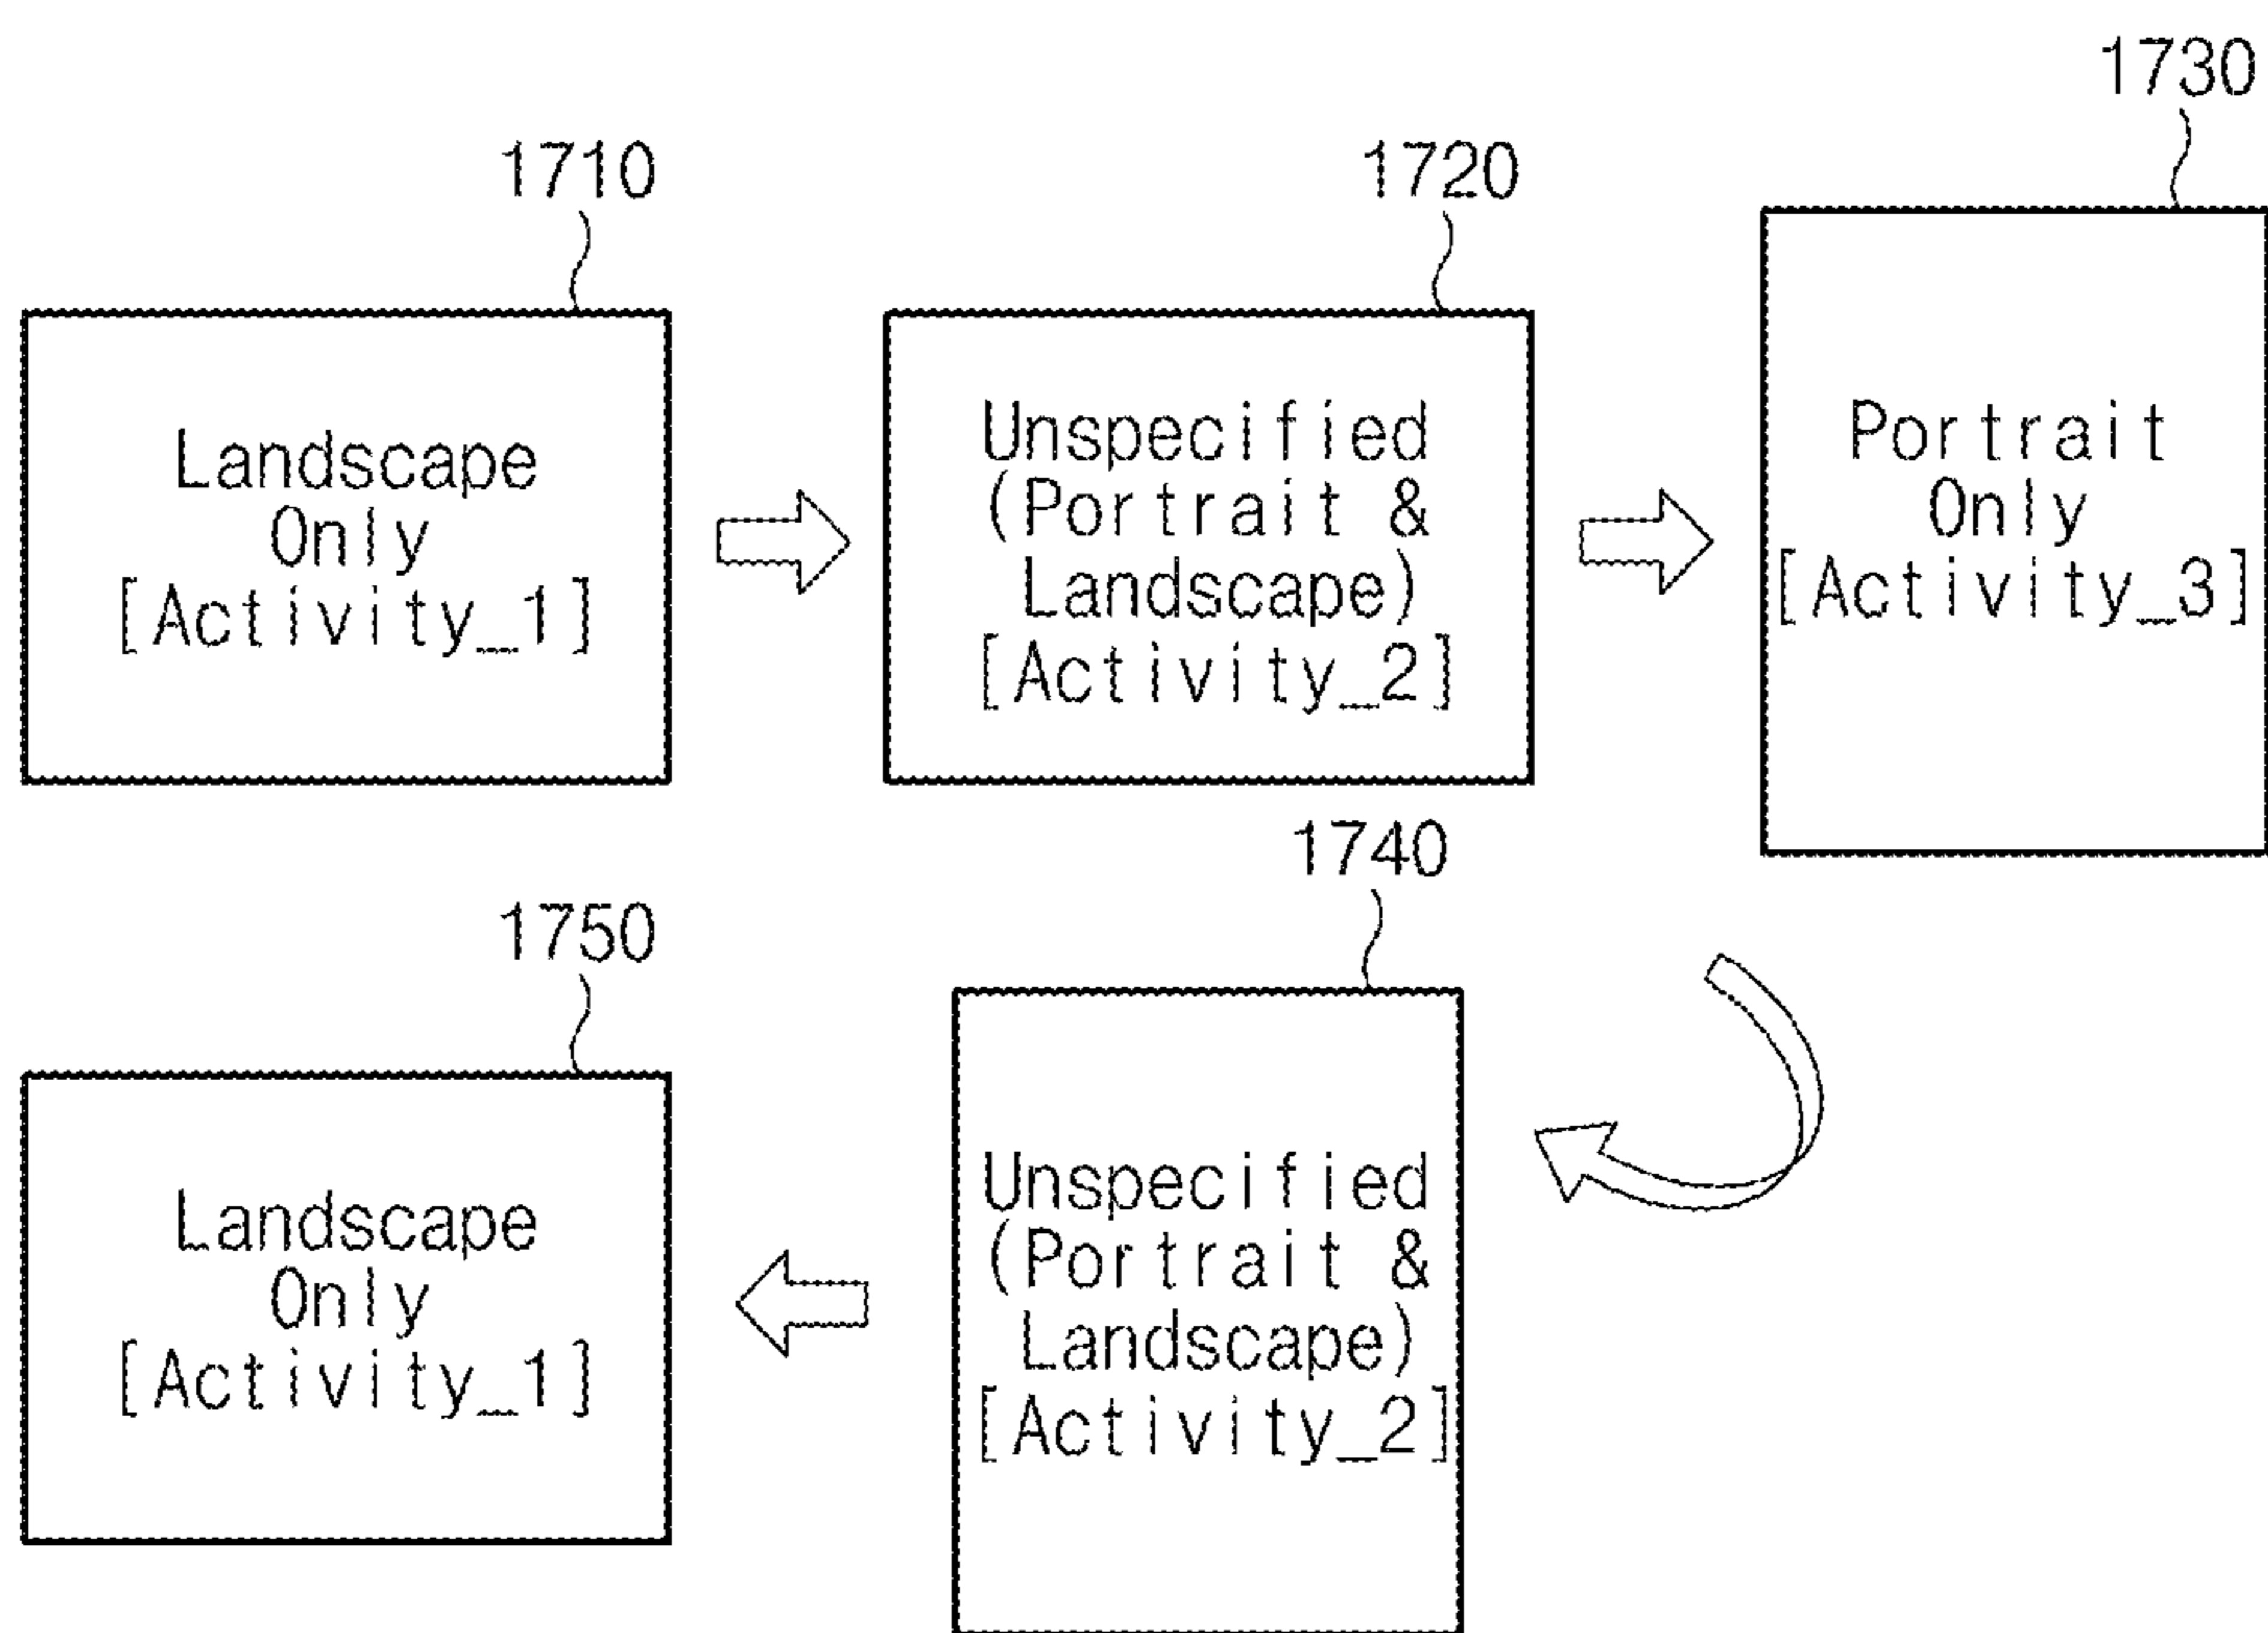 1710
Landscape
Only
[Activity_1]
1720
Unspecified
(Portrait &
Landscape)
[Activity_2]
1730
Portrait
Only
[Activity_3]
1740
Unspecified
(Portrait &
Landscape)
[Activity_2]
1750
Landscape
Only
[Activity_1]